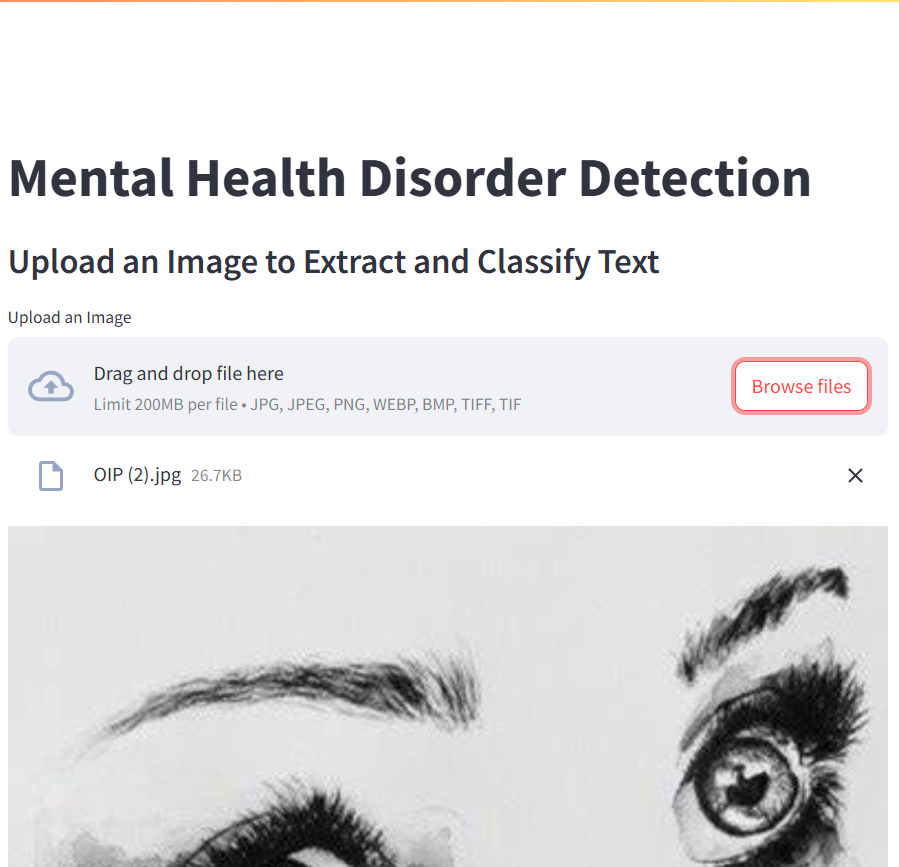 Mental Health Disorder Detection
Upload an Image to Extract and Classify Text
Upload an Image
Drag and drop file here
Limit 200MB per file • JPG, JPEG, PNG, WEBP, BMP, TIFF, TIF
Browse files
OIP (2).jpg 26.7KB